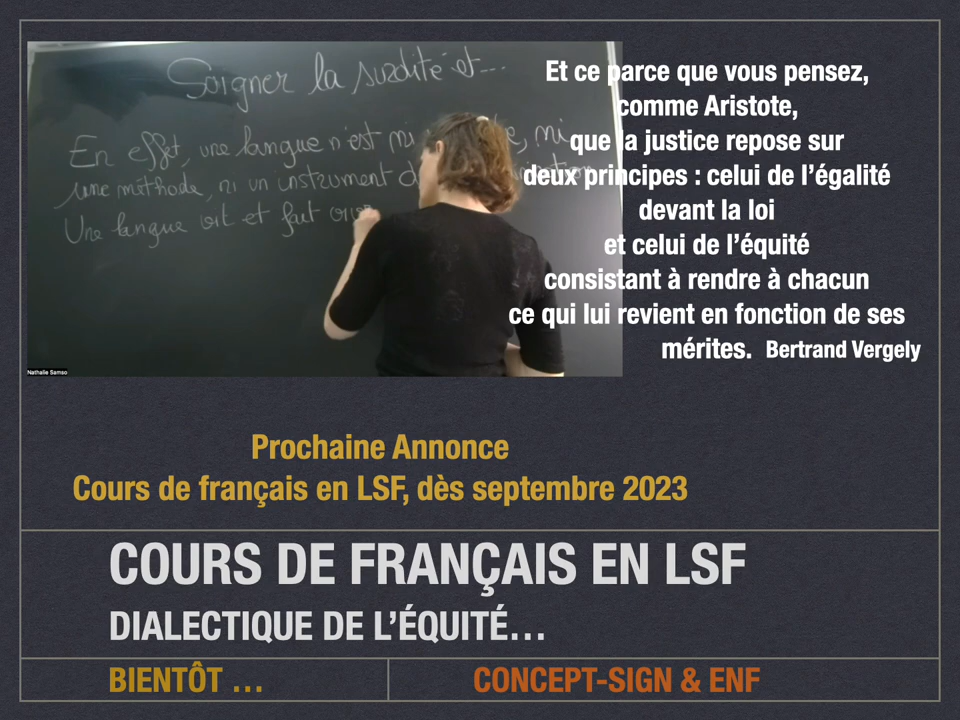 Soigner la surdité et...
En effet, une langue n'est ni ni
une méthode, ni un instrument
Une langue vit et fait
Nathalie Samso
Et ce parce que vous pensez,
comme Aristote,
que la justice repose sur
deux principes : celui de l’égalité
devant la loi
et celui de l’équité
consistant à rendre à chacun
ce qui lui revient en fonction de ses
mérites. Bertrand Vergely
Prochaine Annonce
Cours de français en LSF, dès septembre 2023
COURS DE FRANÇAIS EN LSF
DIALECTIQUE DE L’ÉQUITÉ…
BIENTÔT …
CONCEPT-SIGN & ENF